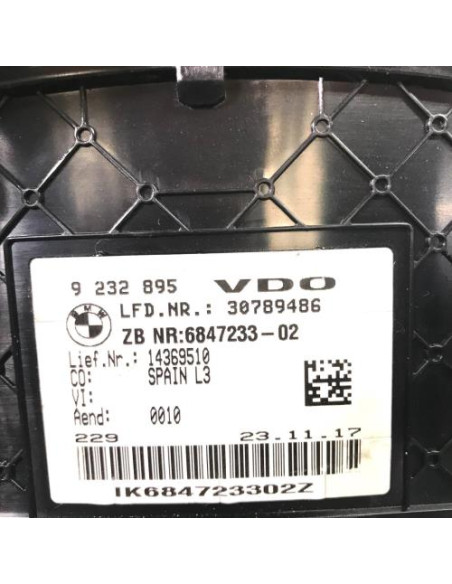 9 232 895 VDO
BMW
LFD.NR.: 30789486
ZB NR:6847233-02
Lief.Nr.: 14369510
CO: SPAIN L3
VI:
Aend: 0010
229 23.11.17
IK684723302Z